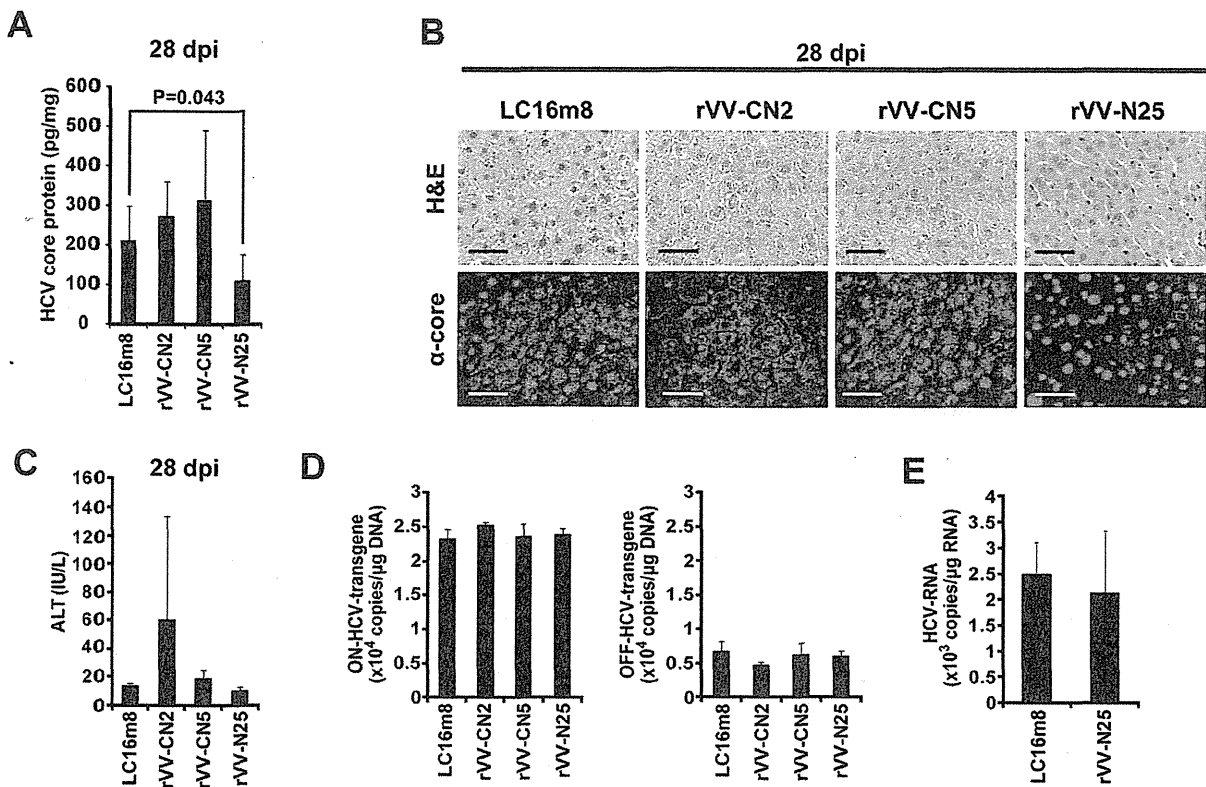 A
28 dpi
HCV core protein (pg/mg)
600
500
400
300
200
100
0
P=0.043
LC16m8
rVV-CN2
rVV-CN5
rVV-N25
B
28 dpi
LC16m8
rVV-CN2
rVV-CN5
rVV-N25
H&E
α-core
C
28 dpi
ALT (IU/L)
160
140
120
100
80
60
40
20
0
LC16m8
rVV-CN2
rVV-CN5
rVV-N25
D
ON-HCV-transgene
(x10⁴ copies/µg DNA)
3
2.5
2
1.5
1
0.5
0
LC16m8
rVV-CN2
rVV-CN5
rVV-N25
OFF-HCV-transgene
(x10⁴ copies/µg DNA)
3
2.5
2
1.5
1
0.5
0
LC16m8
rVV-CN2
rVV-CN5
rVV-N25
E
HCV-RNA
(x10³ copies/µg RNA)
4
3.5
3
2.5
2
1.5
1
0.5
0
LC16m8
rVV-N25